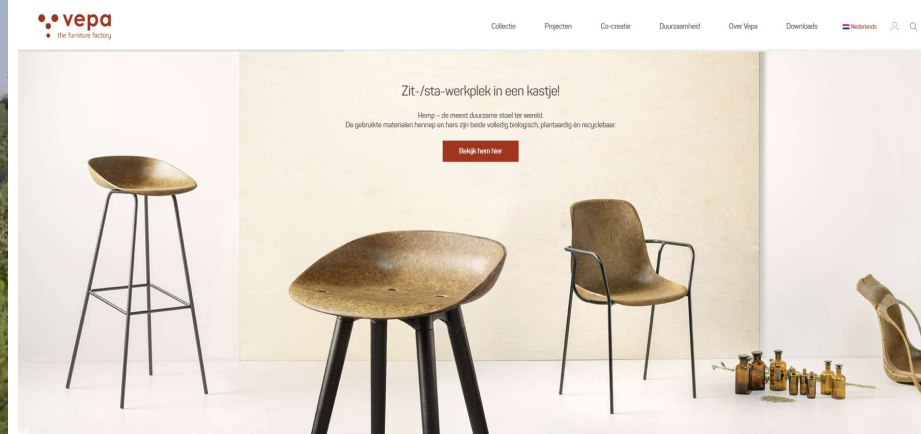 vepa
the furniture factory
Collectie Projecten Co-creatie Duurzaamheid Over Vepa Downloads Nederlands
Zit-/sta-werkplek in een kastje!
Hemp – de meest duurzame stoel ter wereld.
De gebruikte materialen hennep en hars zijn beide volledig biologisch, plantaardig én recyclebaar.
Bekijk hem hier